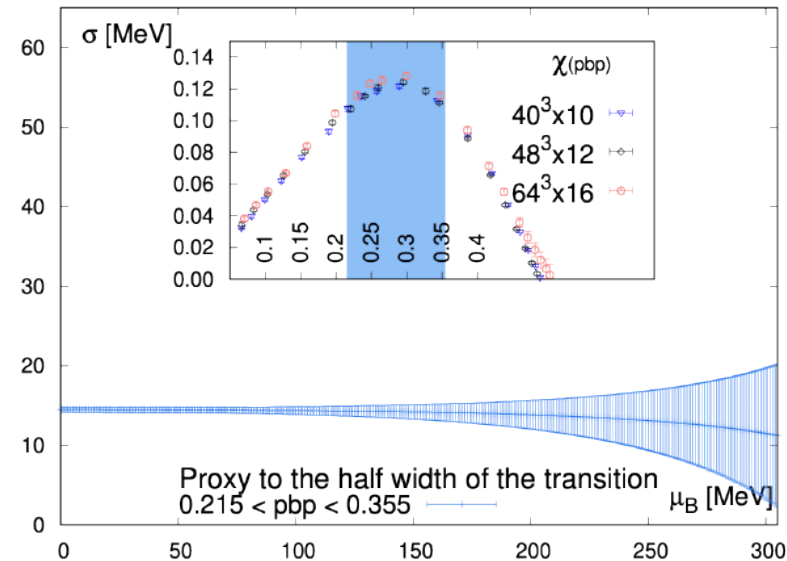 60
50
40
30
20
10
0
σ [MeV]
0.14
0.12
0.10
0.08
0.06
0.04
0.02
0.00
0.1
0.15
0.2
0.25
0.3
0.35
0.4
χ(pbp)
40³x10
48³x12
64³x16
Proxy to the half width of the transition
0.215 < pbp < 0.355
μB [MeV]
0 50 100 150 200 250 300